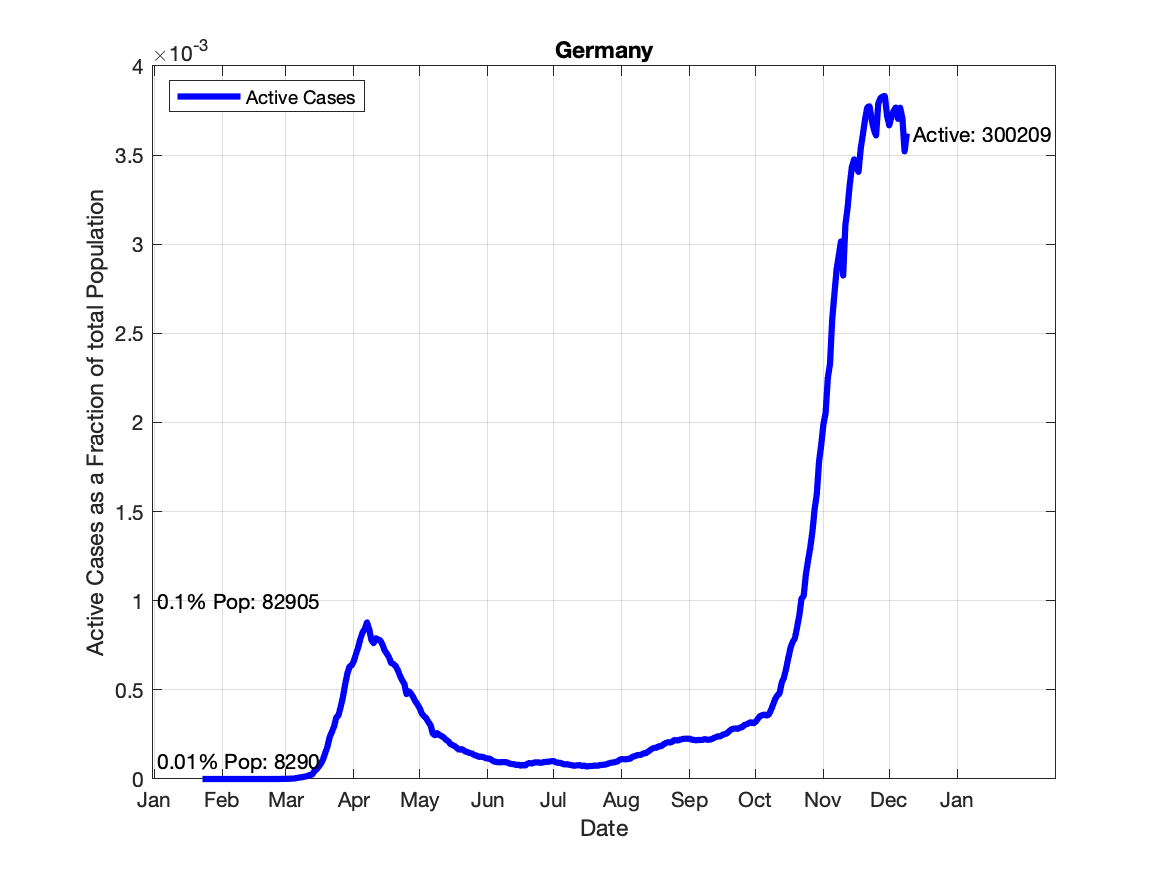 Germany
×10-3
4
3.5
3
2.5
2
1.5
1
0.5
0
Active Cases as a Fraction of total Population
Active Cases
Active: 300209
0.1% Pop: 82905
0.01% Pop: 8290
Jan Feb Mar Apr May Jun Jul Aug Sep Oct Nov Dec Jan
Date